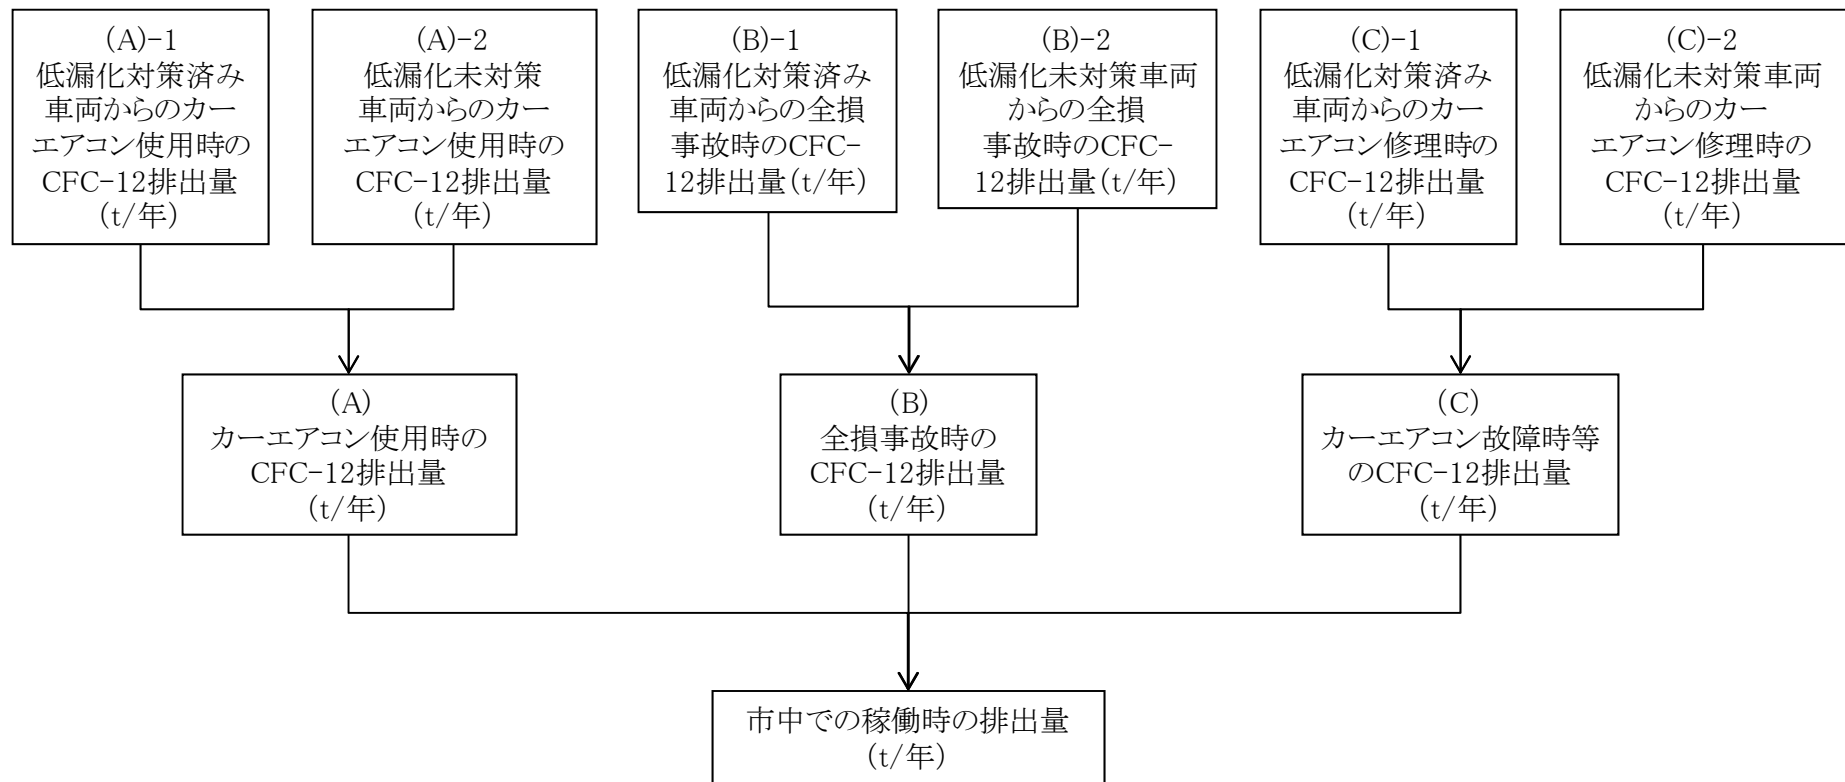 (A)-1
低漏化対策済み
車両からのカー
エアコン使用時の
CFC-12排出量
(t/年)
(A)-2
低漏化未対策
車両からのカー
エアコン使用時の
CFC-12排出量
(t/年)
(B)-1
低漏化対策済み
車両からの全損
事故時のCFC-
12排出量(t/年)
(B)-2
低漏化未対策車両
からの全損
事故時のCFC-
12排出量(t/年)
(C)-1
低漏化対策済み
車両からのカー
エアコン修理時の
CFC-12排出量
(t/年)
(C)-2
低漏化未対策車両
からのカー
エアコン修理時の
CFC-12排出量
(t/年)
(A)
カーエアコン使用時の
CFC-12排出量
(t/年)
(B)
全損事故時の
CFC-12排出量
(t/年)
(C)
カーエアコン故障時等
のCFC-12排出量
(t/年)
市中での稼働時の排出量
(t/年)